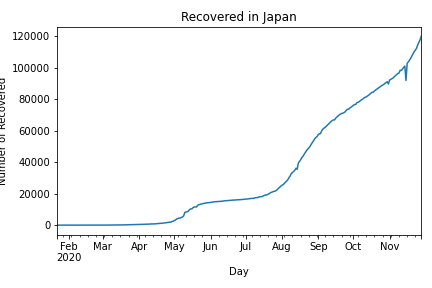 Recovered in Japan
Number of Recovered
120000
100000
80000
60000
40000
20000
0
Feb Mar Apr May Jun Jul Aug Sep Oct Nov
2020
Day